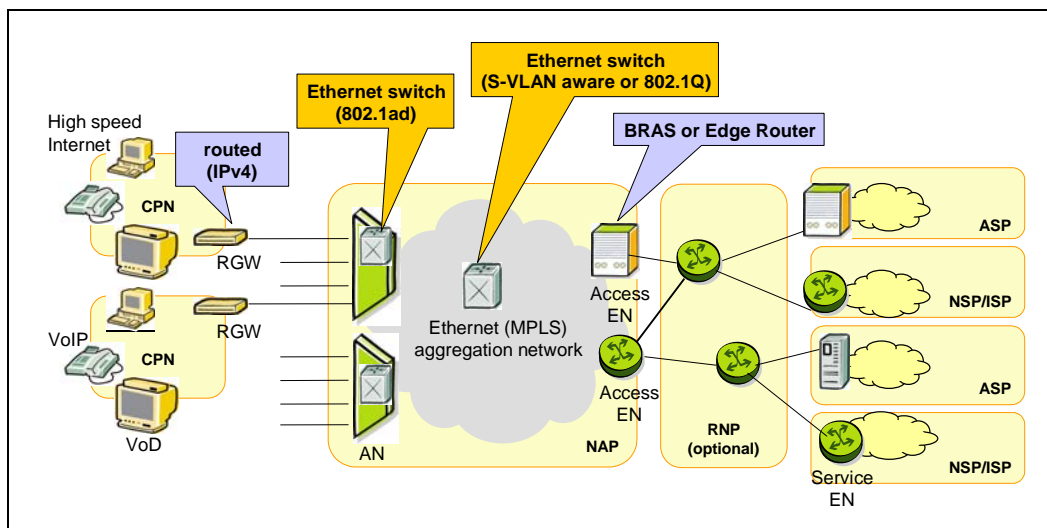 Ethernet switch
(S-VLAN aware or 802.1Q)
Ethernet switch
(802.1ad)
BRAS or Edge Router
High speed
Internet
routed
(IPv4)
CPN
RGW
ASP
Access
EN
NSP/ISP
VoIP
CPN
RGW
Ethernet (MPLS)
aggregation network
ASP
Access
EN
VoD
AN
NAP
RNP
(optional)
Service
EN
NSP/ISP